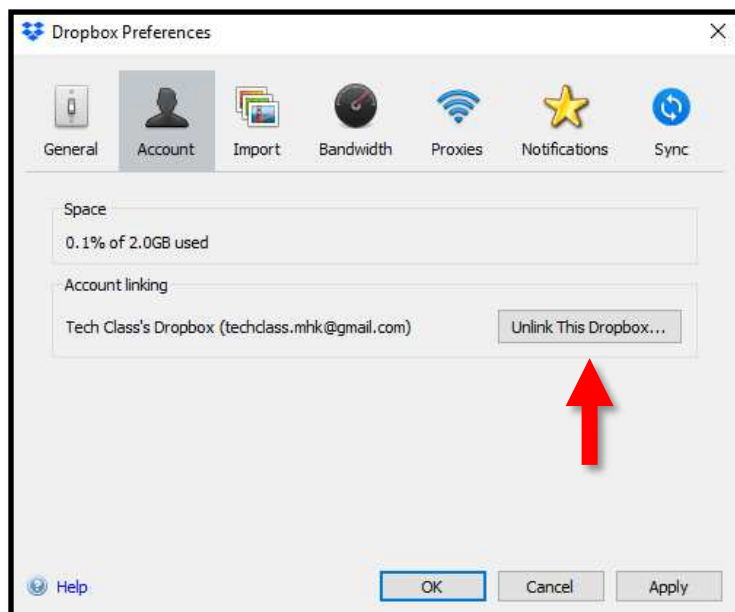 Dropbox Preferences
General Account Import Bandwidth Proxies Notifications Sync
Space
0.1% of 2.0GB used
Account linking
Tech Class's Dropbox (techclass.mhk@gmail.com) Unlink This Dropbox...
Help OK Cancel Apply